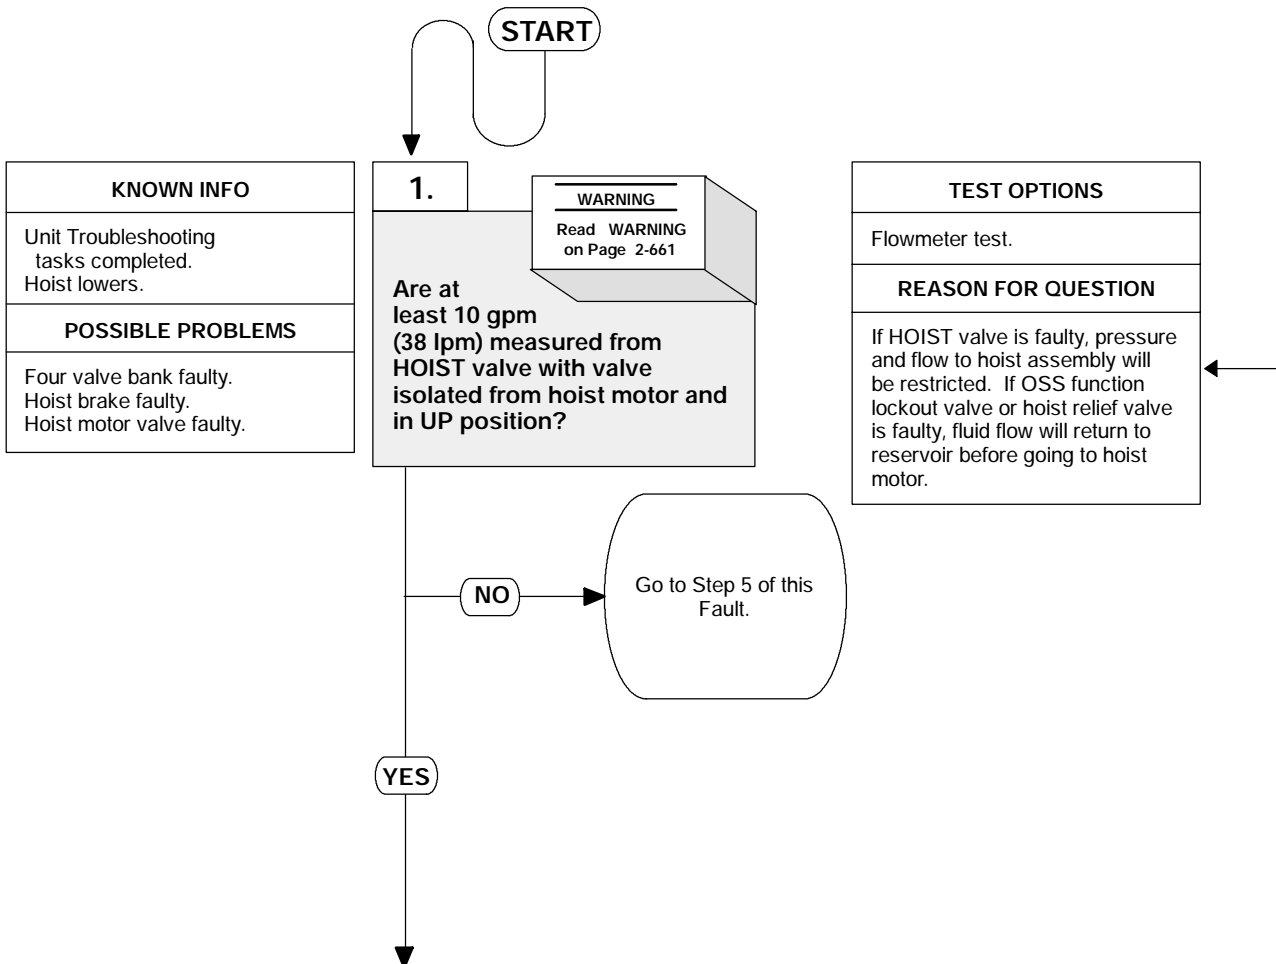 START
KNOWN INFO
Unit Troubleshooting
tasks completed.
Hoist lowers.
POSSIBLE PROBLEMS
Four valve bank faulty.
Hoist brake faulty.
Hoist motor valve faulty.
1.
WARNING
Read WARNING
on Page 2-661
Are at
least 10 gpm
(38 lpm) measured from
HOIST valve with valve
isolated from hoist motor and
in UP position?
TEST OPTIONS
Flowmeter test.
REASON FOR QUESTION
If HOIST valve is faulty, pressure
and flow to hoist assembly will
be restricted. If OSS function
lockout valve or hoist relief valve
is faulty, fluid flow will return to
reservoir before going to hoist
motor.
NO
Go to Step 5 of this
Fault.
YES